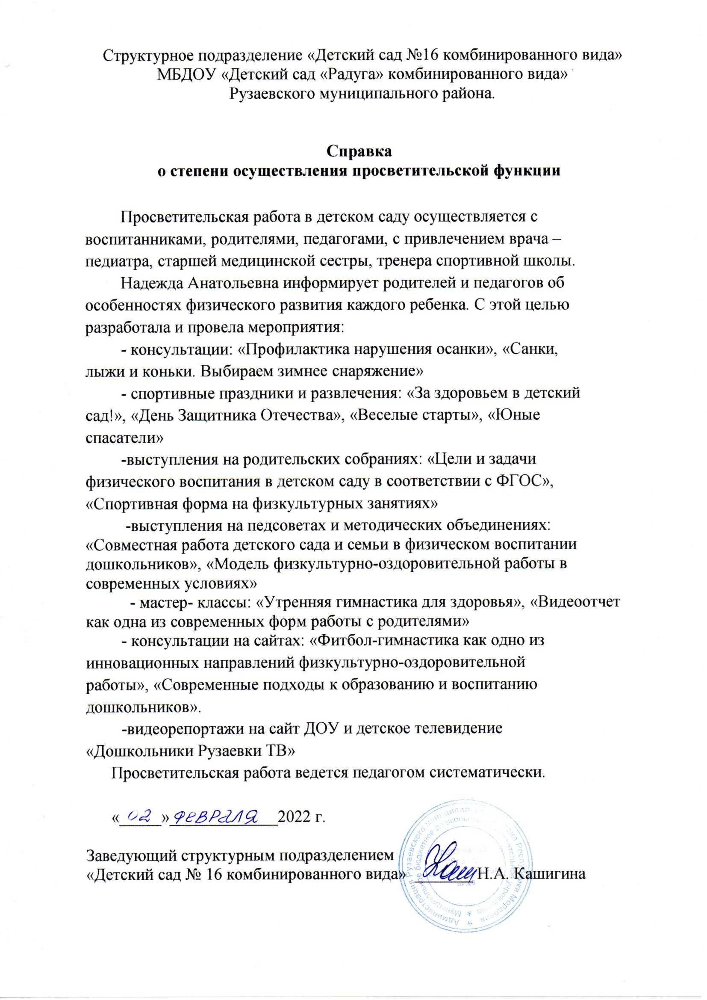 Структурное подразделение «Детский сад №16 комбинированного вида»
МБДОУ «Детский сад «Радуга» комбинированного вида»
Рузаевского муниципального района.
Справка
о степени осуществления просветительской функции
Просветительская работа в детском саду осуществляется с
воспитанниками, родителями, педагогами, с привлечением врача –
педиатра, старшей медицинской сестры, тренера спортивной школы.
Надежда Анатольевна информирует родителей и педагогов об
особенностях физического развития каждого ребенка. С этой целью
разработала и провела мероприятия:
- консультации: «Профилактика нарушения осанки», «Санки,
лыжи и коньки. Выбираем зимнее снаряжение»
- спортивные праздники и развлечения: «За здоровьем в детский
сад!», «День Защитника Отечества», «Веселые старты», «Юные
спасатели»
-выступления на родительских собраниях: «Цели и задачи
физического воспитания в детском саду в соответствии с ФГОС»,
«Спортивная форма на физкультурных занятиях»
-выступления на педсоветах и методических объединениях:
«Совместная работа детского сада и семьи в физическом воспитании
дошкольников», «Модель физкультурно-оздоровительной работы в
современных условиях»
- мастер- классы: «Утренняя гимнастика для здоровья», «Видеоотчет
как одна из современных форм работы с родителями»
- консультации на сайтах: «Фитбол-гимнастика как одно из
инновационных направлений физкультурно-оздоровительной
работы», «Современные подходы к образованию и воспитанию
дошкольников».
-видеорепортажи на сайт ДОУ и детское телевидение
«Дошкольники Рузаевки ТВ»
Просветительская работа ведется педагогом систематически.
«02» февраля 2022 г.
Заведующий структурным подразделением
«Детский сад № 16 комбинированного вида» Н.А. Кашигина
Администрация Рузаевского муниципального района Республики Мордовия
Муниципальное бюджетное дошкольное образовательное учреждение
вида